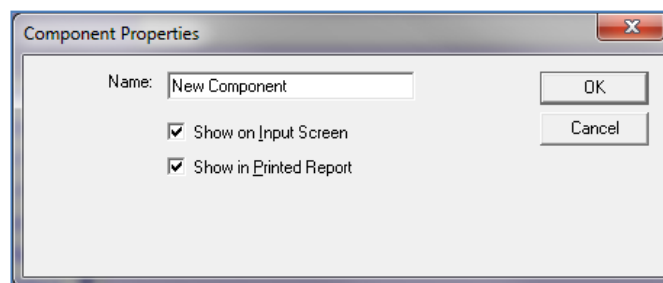 Component Properties
Name: New Component
OK
Show on Input Screen
Cancel
Show in Printed Report